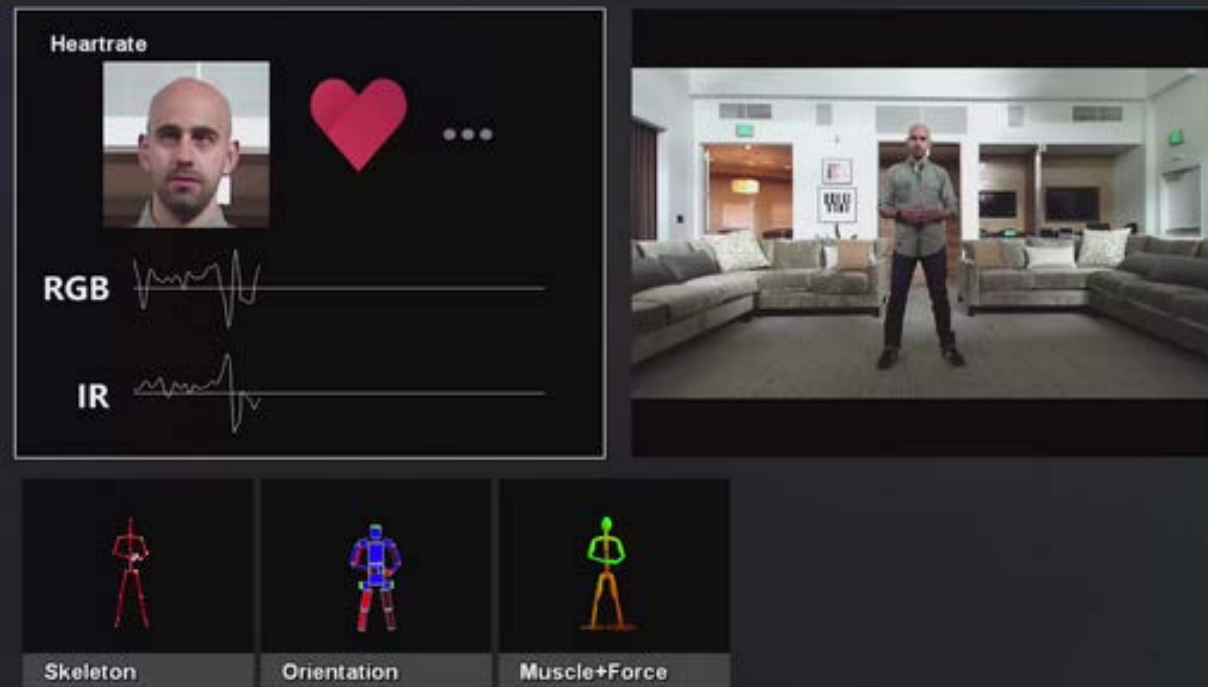 Heartrate
RGB
IR
Skeleton
Orientation
Muscle+Force